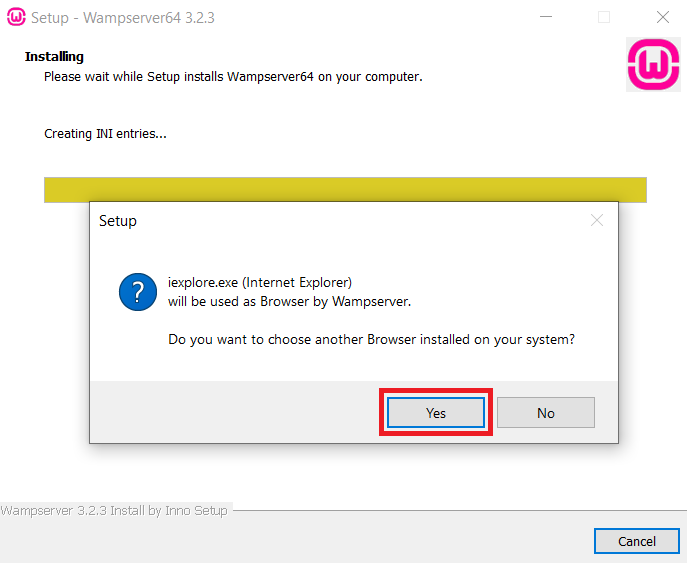 Setup - Wampserver64 3.2.3
Installing
Please wait while Setup installs Wampserver64 on your computer.
W
Creating INI entries...
Setup
?
iexplore.exe (Internet Explorer)
will be used as Browser by Wampserver.
Do you want to choose another Browser installed on your system?
Yes
No
Wampserver 3.2.3 Install by Inno Setup
Cancel